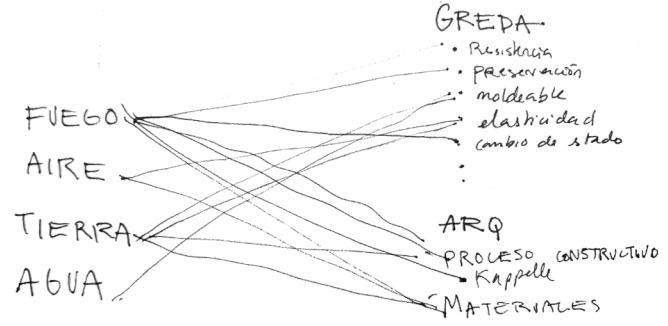 GREDA
• Resistencia
• preservación
• moldeable
• elasticidad
• cambio de stado
•
•
FUEGO
AIRE
TIERRA
AGUA
ARQ
PROCESO CONSTRUCTIVO
• Kappelle
MATERIALES